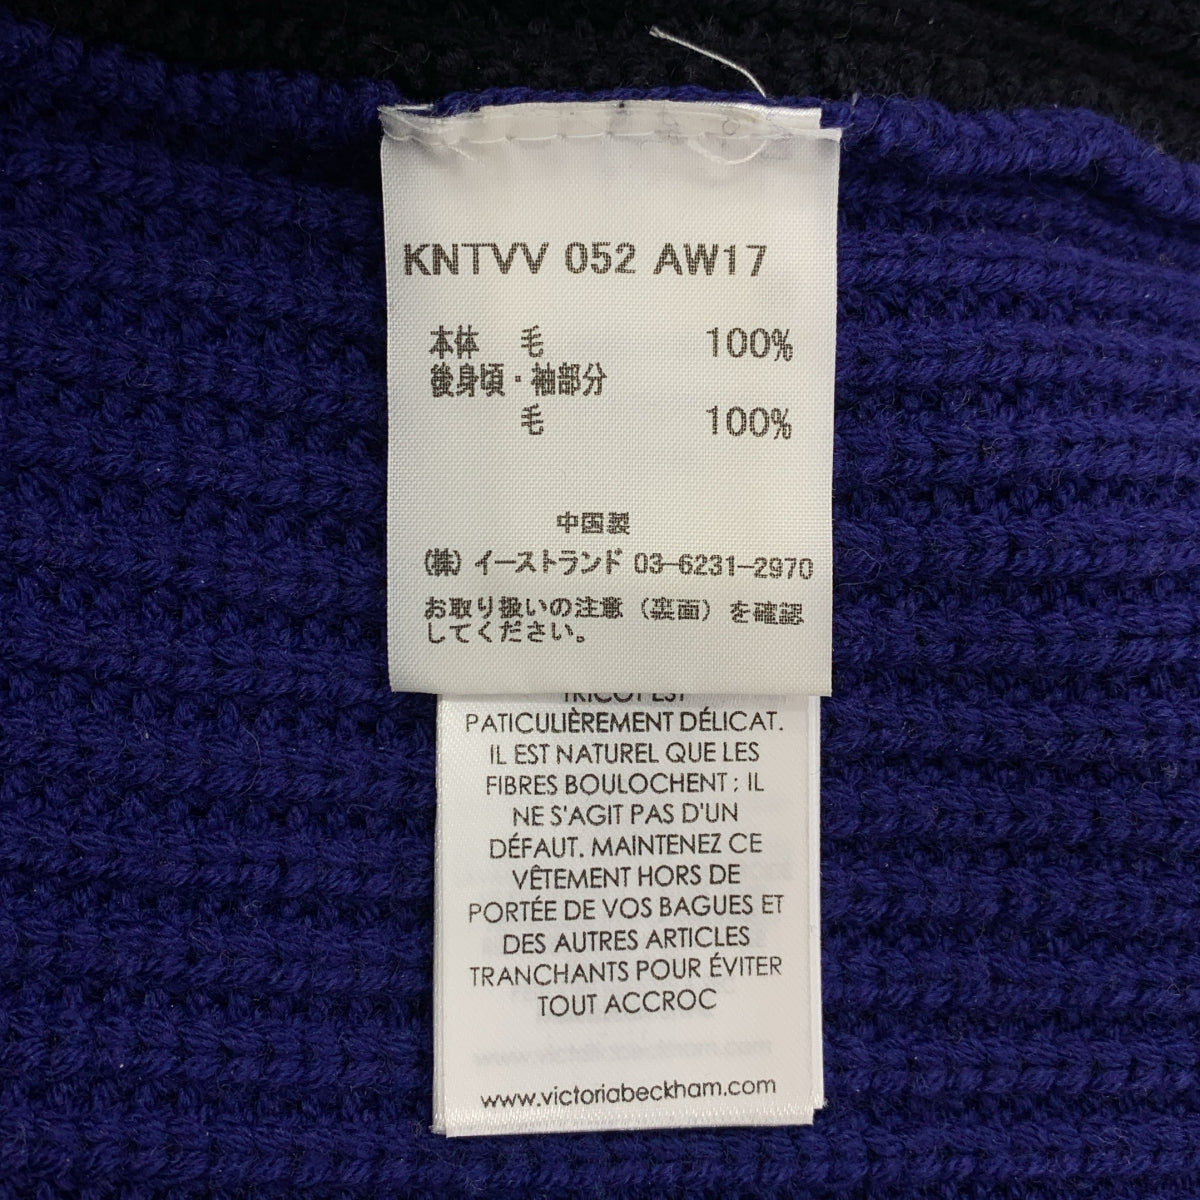 KNTVV 052 AW17
本体 毛 100%
後身頃・袖部分
毛 100%
中国製
(株) イーストランド 03-6231-2970
お取り扱いの注意（裏面）を確認
してください。
TRICOT EST
PATICULIÈREMENT DÉLICAT.
IL EST NATUREL QUE LES
FIBRES BOULOCHENT ; IL
NE S'AGIT PAS D'UN
DÉFAUT. MAINTENEZ CE
VÊTEMENT HORS DE
PORTÉE DE VOS BAGUES ET
DES AUTRES ARTICLES
TRANCHANTS POUR ÉVITER
TOUT ACCROC
www.victoriabeckham.com